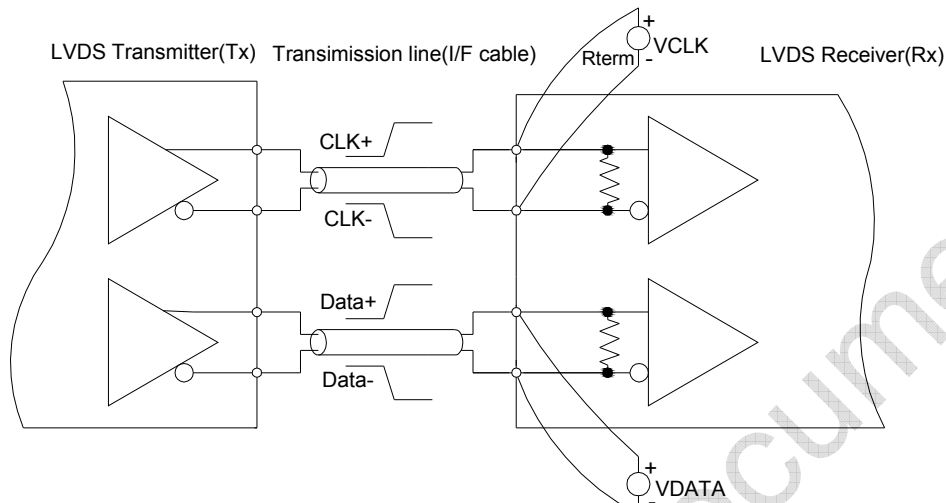 LVDS Transmitter(Tx) Transimission line(I/F cable) LVDS Receiver(Rx)
+
VCLK
Rterm
-
CLK+
CLK-
Data+
Data-
+
VDATA
-